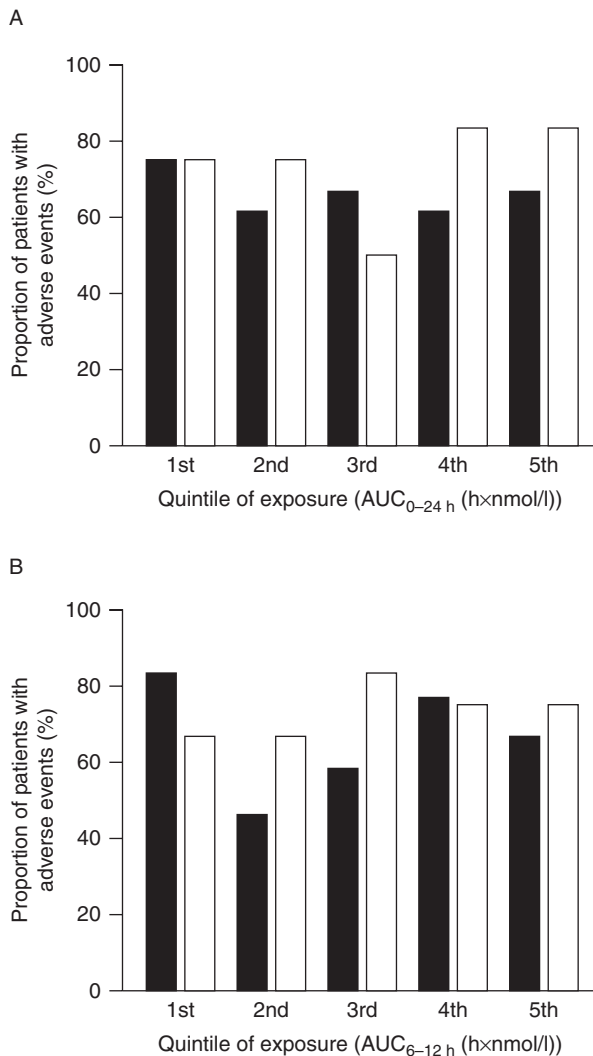 A
100
80
60
40
20
0
Proportion of patients with
adverse events (%)
1st 2nd 3rd 4th 5th
Quintile of exposure (AUC0–24 h (h×nmol/l))
B
100
80
60
40
20
0
Proportion of patients with
adverse events (%)
1st 2nd 3rd 4th 5th
Quintile of exposure (AUC6–12 h (h×nmol/l))